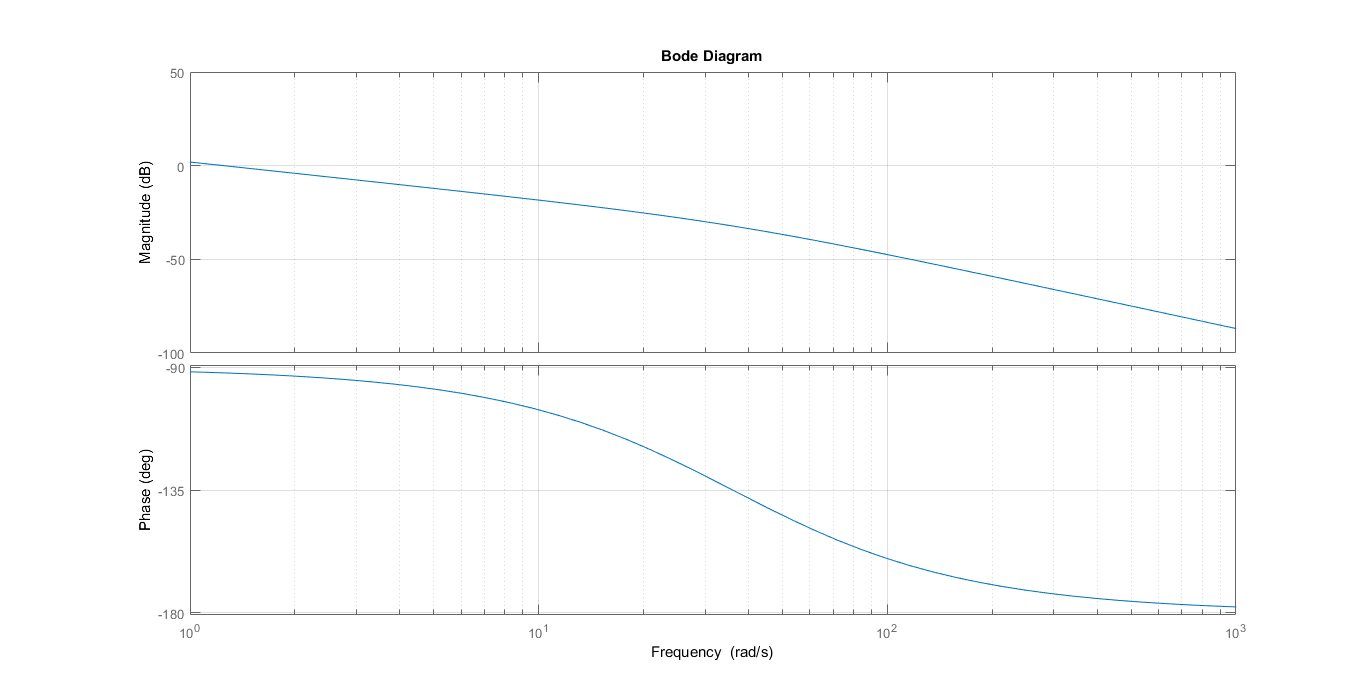 Bode Diagram
50
0
-50
-100
Magnitude (dB)
-90
-135
-180
Phase (deg)
10^0 10^1 10^2 10^3
Frequency (rad/s)